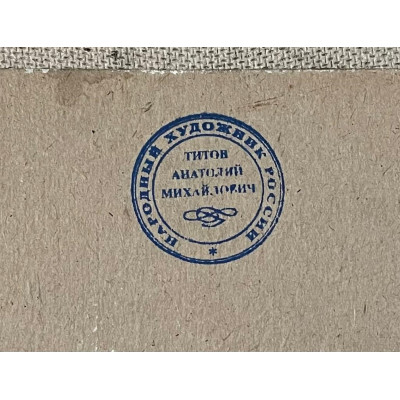 НАРОДНЫЙ ХУДОЖНИК РОССИИ
ТИТОВ
АНАТОЛИЙ
МИХАЙЛОВИЧ
*